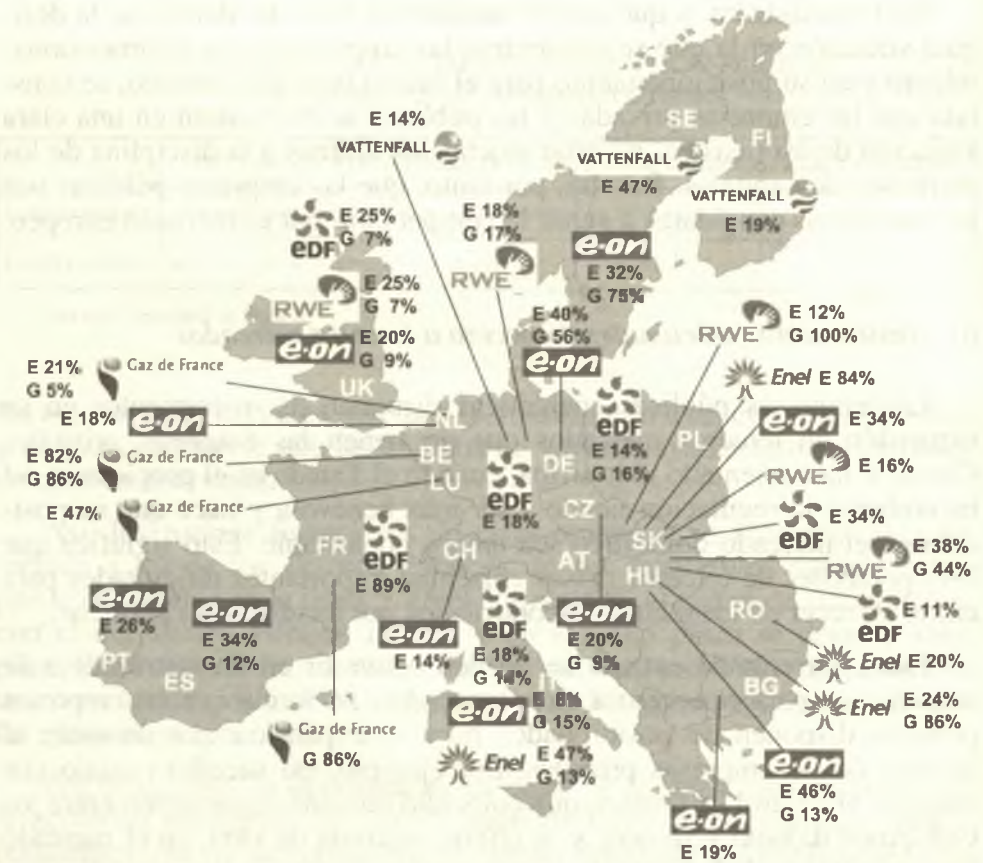 SE
FI
E 14%
VATTENFALL
VATTENFALL
E 47%
VATTENFALL
E 19%
E 25%
G 7%
eDF
E 18%
G 17%
RWE
e·on
E 32%
G 75%
E 25%
G 7%
RWE
E 20%
G 9%
e·on
UK
E 40%
G 56%
e·on
E 12%
G 100%
RWE
Enel E 84%
E 21%
G 5%
Gaz de France
E 18%
e·on
NL
E 82%
G 86%
Gaz de France
BE
LU
E 47%
Gaz de France
eDF
E 18%
DE
eDF
E 14%
G 16%
PL
e·on
E 34%
RWE
E 16%
eDF
E 34%
RWE
E 38%
G 44%
eDF
E 11%
CZ
SK
AT
HU
RO
BG
FR
eDF
E 89%
CH
e·on
E 14%
e·on
E 26%
PT
e·on
E 34%
G 12%
ES
eDF
E 18%
e·on
E 20%
G 9%
Enel E 20%
Enel
E 24%
G 86%
Gaz de France
G 86%
e·on
G 15%
Enel
E 47%
G 13%
e·on
E 46%
G 13%
e·on
E 19%